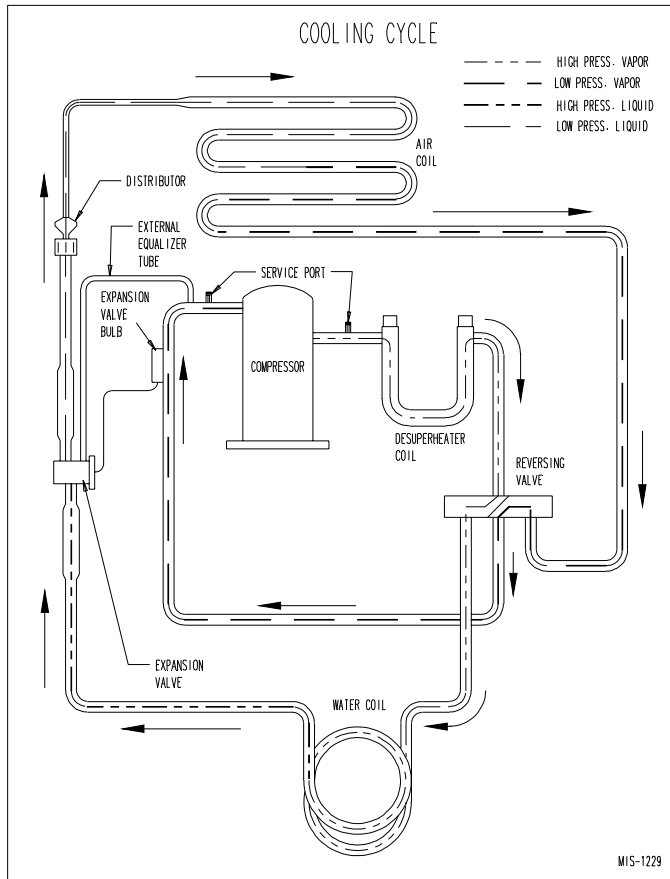 COOLING CYCLE
HIGH PRESS. VAPOR
LOW PRESS. VAPOR
HIGH PRESS. LIQUID
LOW PRESS. LIQUID
AIR
COIL
DISTRIBUTOR
EXTERNAL
EQUALIZER
TUBE
SERVICE PORT
EXPANSION
VALVE
BULB
COMPRESSOR
DESUPERHEATER
COIL
REVERSING
VALVE
EXPANSION
VALVE
WATER COIL
MIS-1229